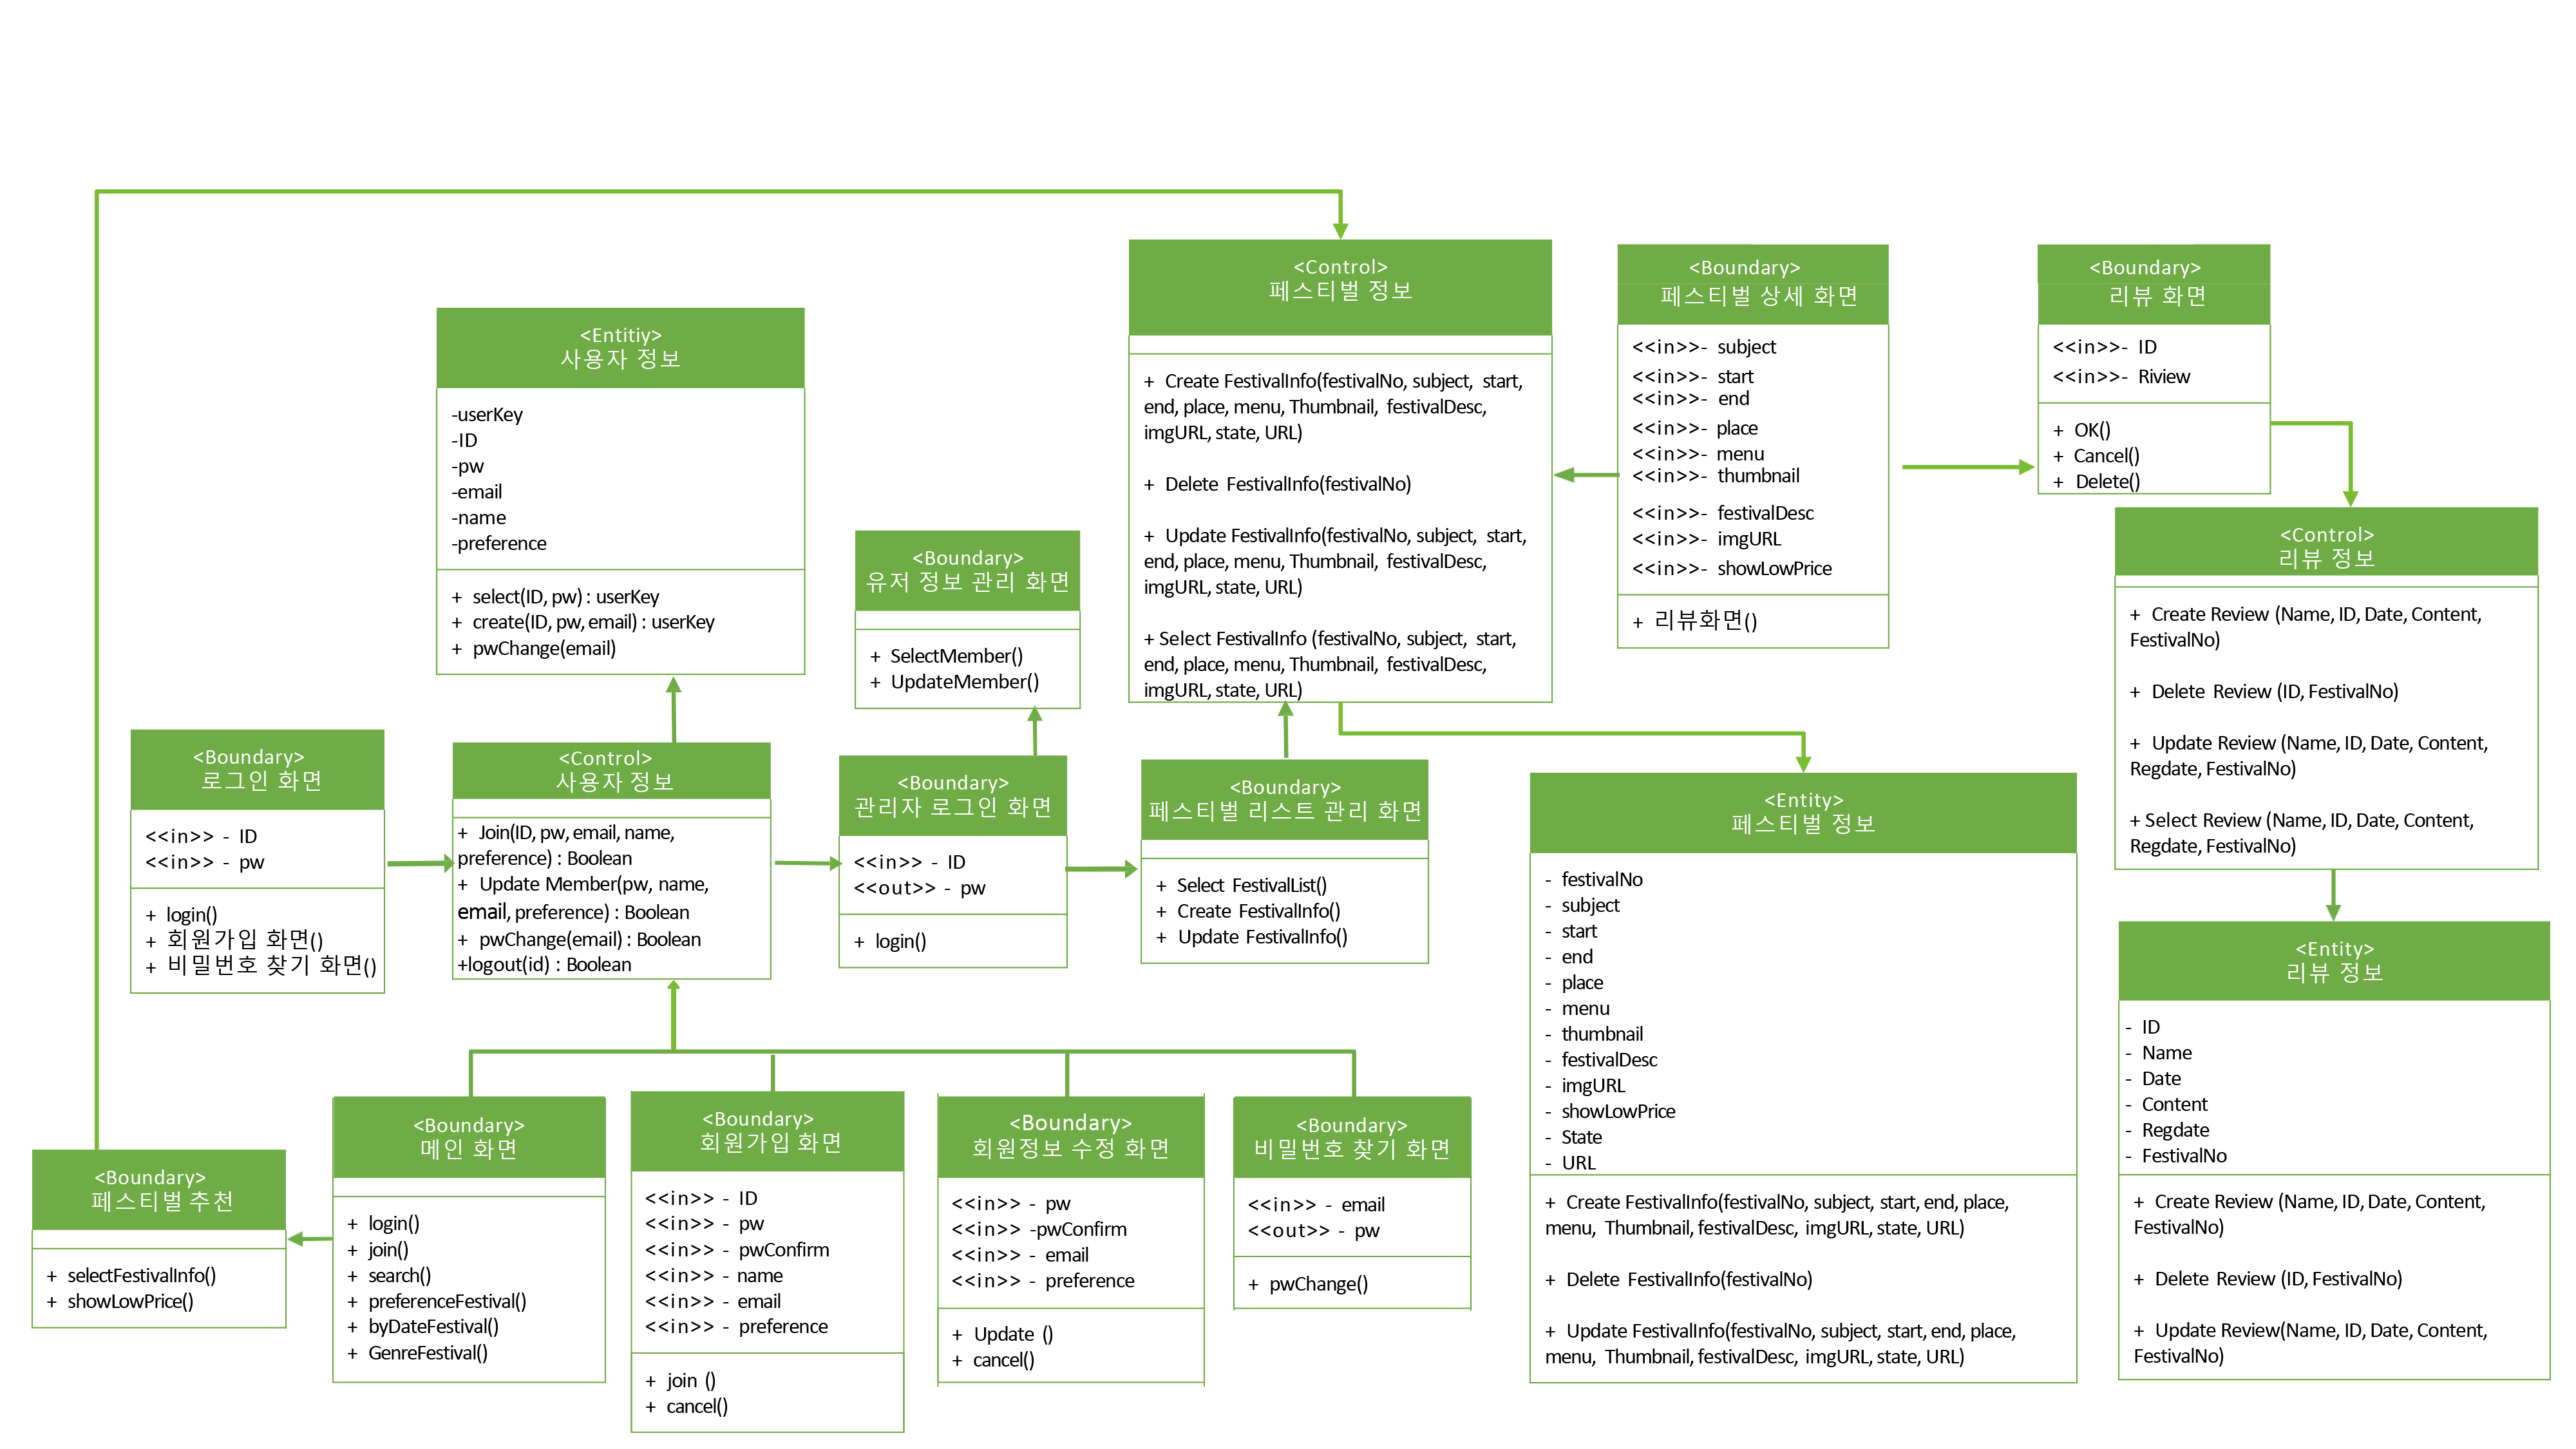 <Control>
페스티벌 정보
+ Create FestivalInfo(festivalNo, subject, start,
end, place, menu, Thumbnail, festivalDesc,
imgURL, state, URL)
+ Delete FestivalInfo(festivalNo)
+ Update FestivalInfo(festivalNo, subject, start,
end, place, menu, Thumbnail, festivalDesc,
imgURL, state, URL)
+ Select FestivalInfo (festivalNo, subject, start,
end, place, menu, Thumbnail, festivalDesc,
imgURL, state, URL)
<Boundary>
페스티벌 상세 화면
<<in>>- subject
<<in>>- start
<<in>>- end
<<in>>- place
<<in>>- menu
<<in>>- thumbnail
<<in>>- festivalDesc
<<in>>- imgURL
<<in>>- showLowPrice
+ 리뷰화면()
<Boundary>
리뷰 화면
<<in>>- ID
<<in>>- Riview
+ OK()
+ Cancel()
+ Delete()
<Entitiy>
사용자 정보
-userKey
-ID
-pw
-email
-name
-preference
+ select(ID, pw) : userKey
+ create(ID, pw, email) : userKey
+ pwChange(email)
<Boundary>
유저 정보 관리 화면
+ SelectMember()
+ UpdateMember()
<Control>
리뷰 정보
+ Create Review (Name, ID, Date, Content,
FestivalNo)
+ Delete Review (ID, FestivalNo)
+ Update Review (Name, ID, Date, Content,
Regdate, FestivalNo)
+ Select Review (Name, ID, Date, Content,
Regdate, FestivalNo)
<Boundary>
로그인 화면
<<in>> - ID
<<in>> - pw
+ login()
+ 회원가입 화면()
+ 비밀번호 찾기 화면()
<Control>
사용자 정보
+ Join(ID, pw, email, name,
preference) : Boolean
+ Update Member(pw, name,
email, preference) : Boolean
+ pwChange(email) : Boolean
+logout(id) : Boolean
<Boundary>
관리자 로그인 화면
<<in>> - ID
<<out>> - pw
+ login()
<Boundary>
페스티벌 리스트 관리 화면
+ Select FestivalList()
+ Create FestivalInfo()
+ Update FestivalInfo()
<Entity>
페스티벌 정보
- festivalNo
- subject
- start
- end
- place
- menu
- thumbnail
- festivalDesc
- imgURL
- showLowPrice
- State
- URL
+ Create FestivalInfo(festivalNo, subject, start, end, place,
menu, Thumbnail, festivalDesc, imgURL, state, URL)
+ Delete FestivalInfo(festivalNo)
+ Update FestivalInfo(festivalNo, subject, start, end, place,
menu, Thumbnail, festivalDesc, imgURL, state, URL)
<Entity>
리뷰 정보
- ID
- Name
- Date
- Content
- Regdate
- FestivalNo
+ Create Review (Name, ID, Date, Content,
FestivalNo)
+ Delete Review (ID, FestivalNo)
+ Update Review(Name, ID, Date, Content,
FestivalNo)
<Boundary>
페스티벌 추천
+ selectFestivalInfo()
+ showLowPrice()
<Boundary>
메인 화면
+ login()
+ join()
+ search()
+ preferenceFestival()
+ byDateFestival()
+ GenreFestival()
<Boundary>
회원가입 화면
<<in>> - ID
<<in>> - pw
<<in>> - pwConfirm
<<in>> - name
<<in>> - email
<<in>> - preference
+ join ()
+ cancel()
<Boundary>
회원정보 수정 화면
<<in>> - pw
<<in>> -pwConfirm
<<in>> - email
<<in>> - preference
+ Update ()
+ cancel()
<Boundary>
비밀번호 찾기 화면
<<in>> - email
<<out>> - pw
+ pwChange()